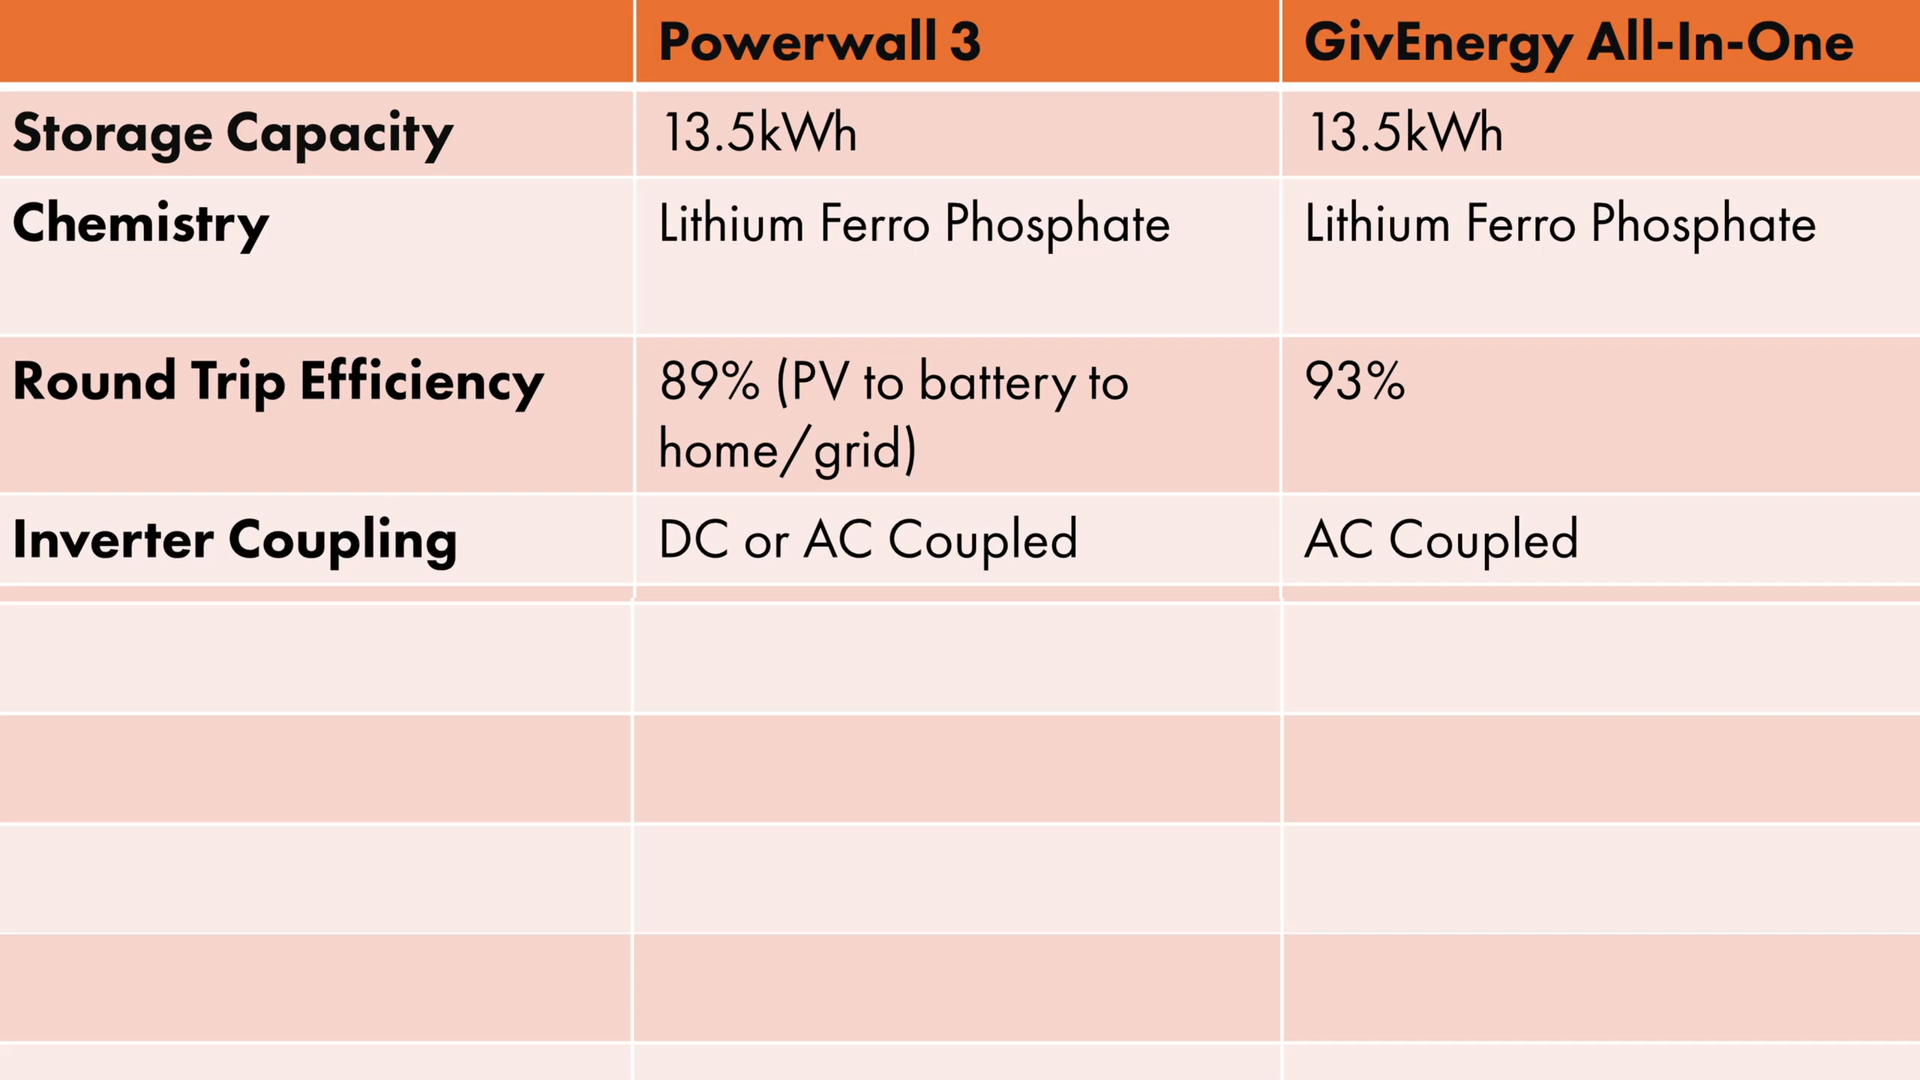 Powerwall 3
GivEnergy All-In-One
Storage Capacity
13.5kWh
13.5kWh
Chemistry
Lithium Ferro Phosphate
Lithium Ferro Phosphate
Round Trip Efficiency
89% (PV to battery to
home/grid)
93%
Inverter Coupling
DC or AC Coupled
AC Coupled